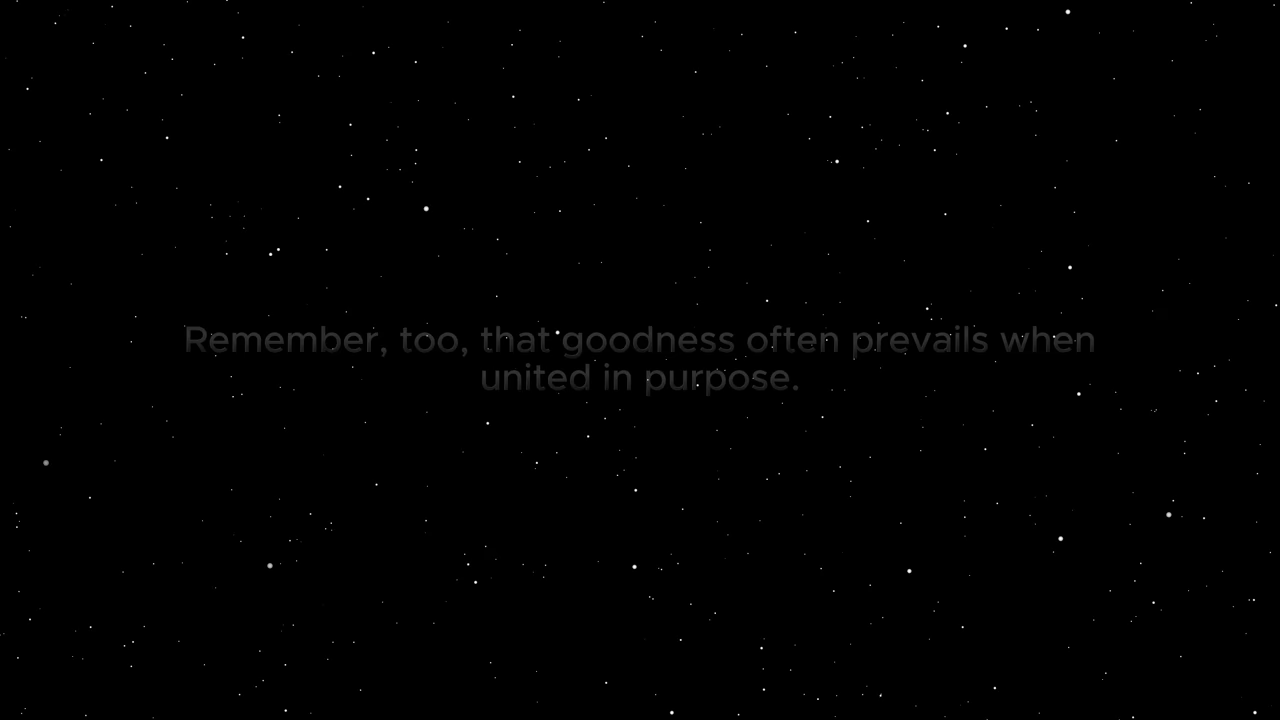 Remember, too, that goodness often prevails when
united in purpose.